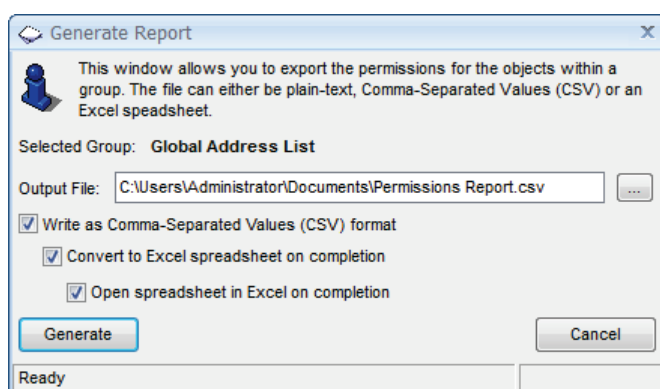 Generate Report
x
This window allows you to export the permissions for the objects within a
group. The file can either be plain-text, Comma-Separated Values (CSV) or an
Excel speadsheet.
Selected Group: Global Address List
Output File: C:\Users\Administrator\Documents\Permissions Report.csv ...
Write as Comma-Separated Values (CSV) format
Convert to Excel spreadsheet on completion
Open spreadsheet in Excel on completion
Generate Cancel
Ready